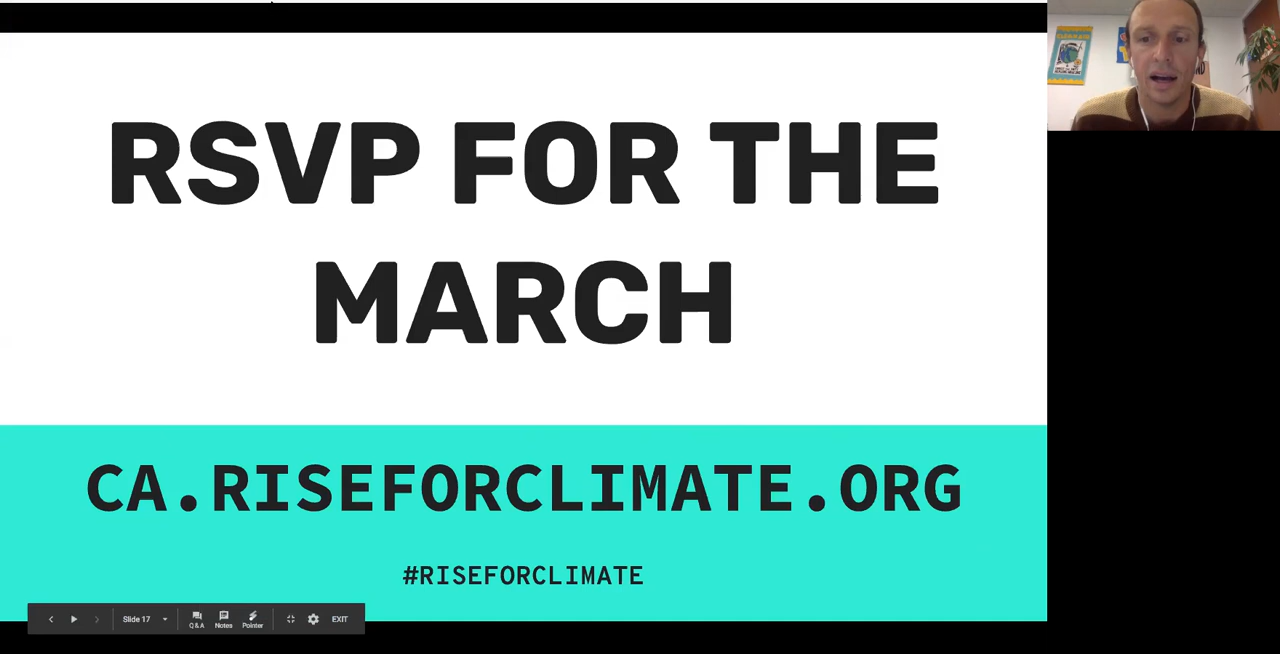 RSVP FOR THE
MARCH
CA.RISEFORCLIMATE.ORG
#RISEFORCLIMATE
Slide 17
Q&A
Notes
Pointer
EXIT